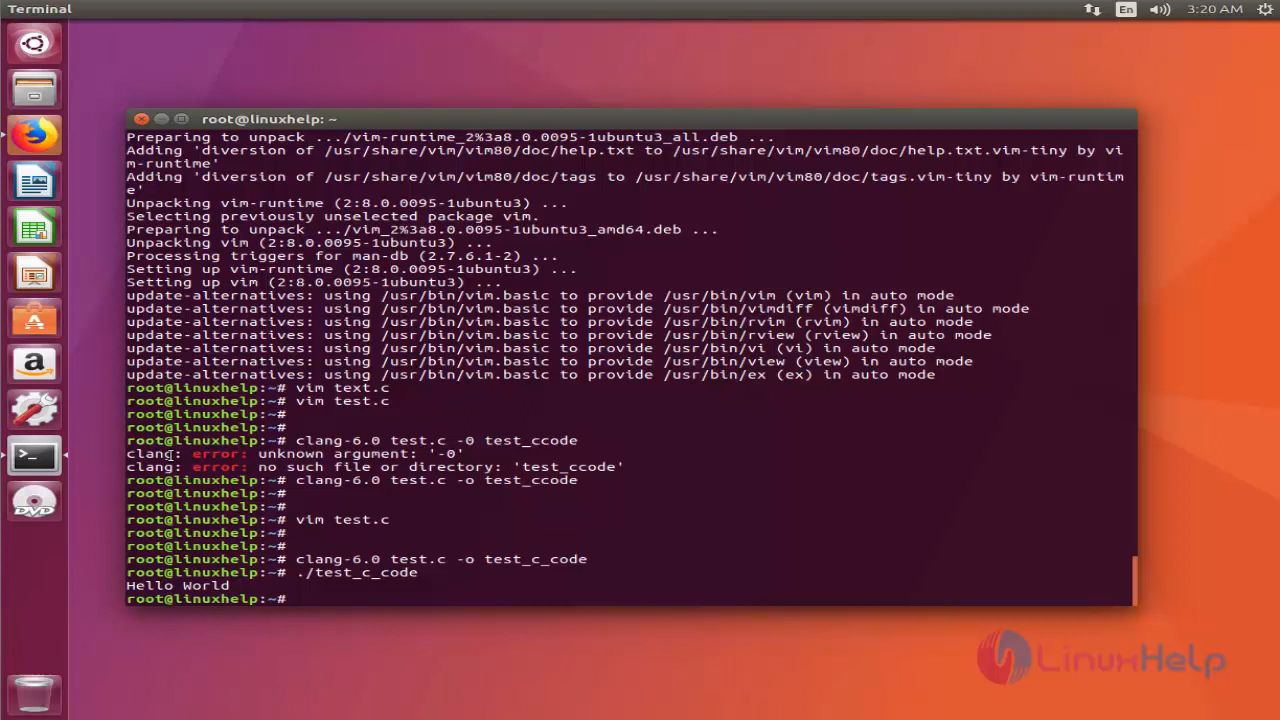 Terminal
En
3:20 AM
root@linuxhelp: ~
Preparing to unpack .../vim-runtime_2%3a8.0.0095-1ubuntu3_all.deb ...
Adding 'diversion of /usr/share/vim/vim80/doc/help.txt to /usr/share/vim/vim80/doc/help.txt.vim-tiny by vi
m-runtime'
Adding 'diversion of /usr/share/vim/vim80/doc/tags to /usr/share/vim/vim80/doc/tags.vim-tiny by vim-runtim
e'
Unpacking vim-runtime (2:8.0.0095-1ubuntu3) ...
Selecting previously unselected package vim.
Preparing to unpack .../vim_2%3a8.0.0095-1ubuntu3_amd64.deb ...
Unpacking vim (2:8.0.0095-1ubuntu3) ...
Processing triggers for man-db (2.7.6.1-2) ...
Setting up vim-runtime (2:8.0.0095-1ubuntu3) ...
Setting up vim (2:8.0.0095-1ubuntu3) ...
update-alternatives: using /usr/bin/vim.basic to provide /usr/bin/vim (vim) in auto mode
update-alternatives: using /usr/bin/vim.basic to provide /usr/bin/vimdiff (vimdiff) in auto mode
update-alternatives: using /usr/bin/vim.basic to provide /usr/bin/rvim (rvim) in auto mode
update-alternatives: using /usr/bin/vim.basic to provide /usr/bin/rview (rview) in auto mode
update-alternatives: using /usr/bin/vim.basic to provide /usr/bin/vi (vi) in auto mode
update-alternatives: using /usr/bin/vim.basic to provide /usr/bin/view (view) in auto mode
update-alternatives: using /usr/bin/vim.basic to provide /usr/bin/ex (ex) in auto mode
root@linuxhelp:~# vim text.c
root@linuxhelp:~# vim test.c
root@linuxhelp:~#
root@linuxhelp:~#
root@linuxhelp:~# clang-6.0 test.c -0 test_ccode
clang: error: unknown argument: '-0'
clang: error: no such file or directory: 'test_ccode'
root@linuxhelp:~# clang-6.0 test.c -o test_ccode
root@linuxhelp:~#
root@linuxhelp:~#
root@linuxhelp:~# vim test.c
root@linuxhelp:~#
root@linuxhelp:~#
root@linuxhelp:~# clang-6.0 test.c -o test_c_code
root@linuxhelp:~# ./test_c_code
Hello World
root@linuxhelp:~#
LinuxHelp